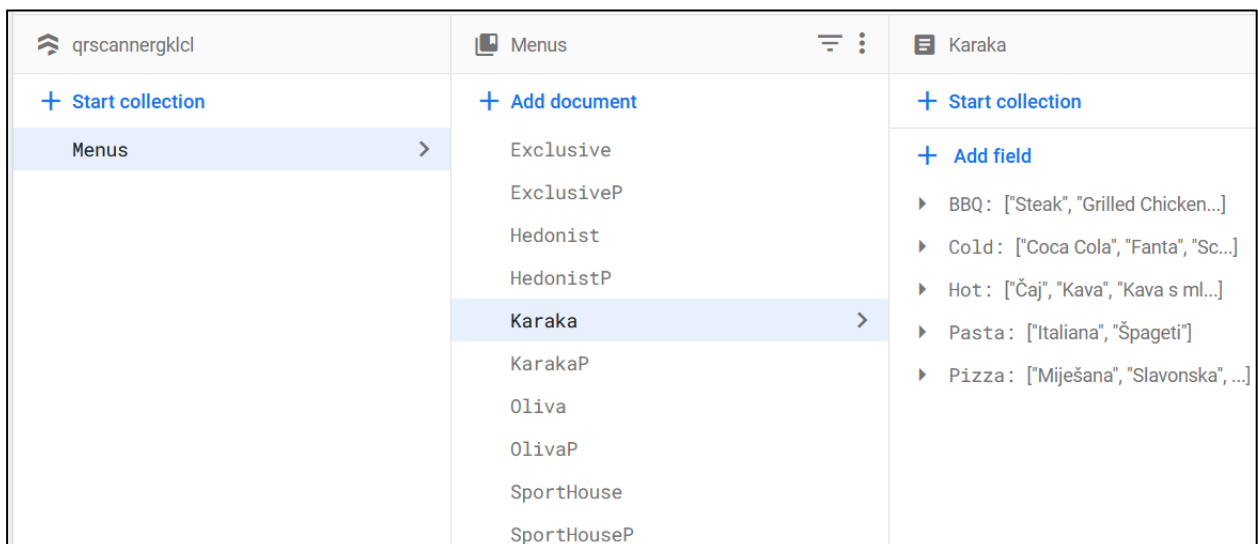 qrscannergklcl
Start collection
Menus
Menus
Add document
Exclusive
ExclusiveP
Hedonist
HedonistP
Karaka
KarakaP
Oliva
OlivaP
SportHouse
SportHouseP
Karaka
Start collection
Add field
BBQ: ["Steak", "Grilled Chicken...]
Cold: ["Coca Cola", "Fanta", "Sc...]
Hot: ["Čaj", "Kava", "Kava s ml...]
Pasta: ["Italiana", "Špageti"]
Pizza: ["Miješana", "Slavonska", ...]